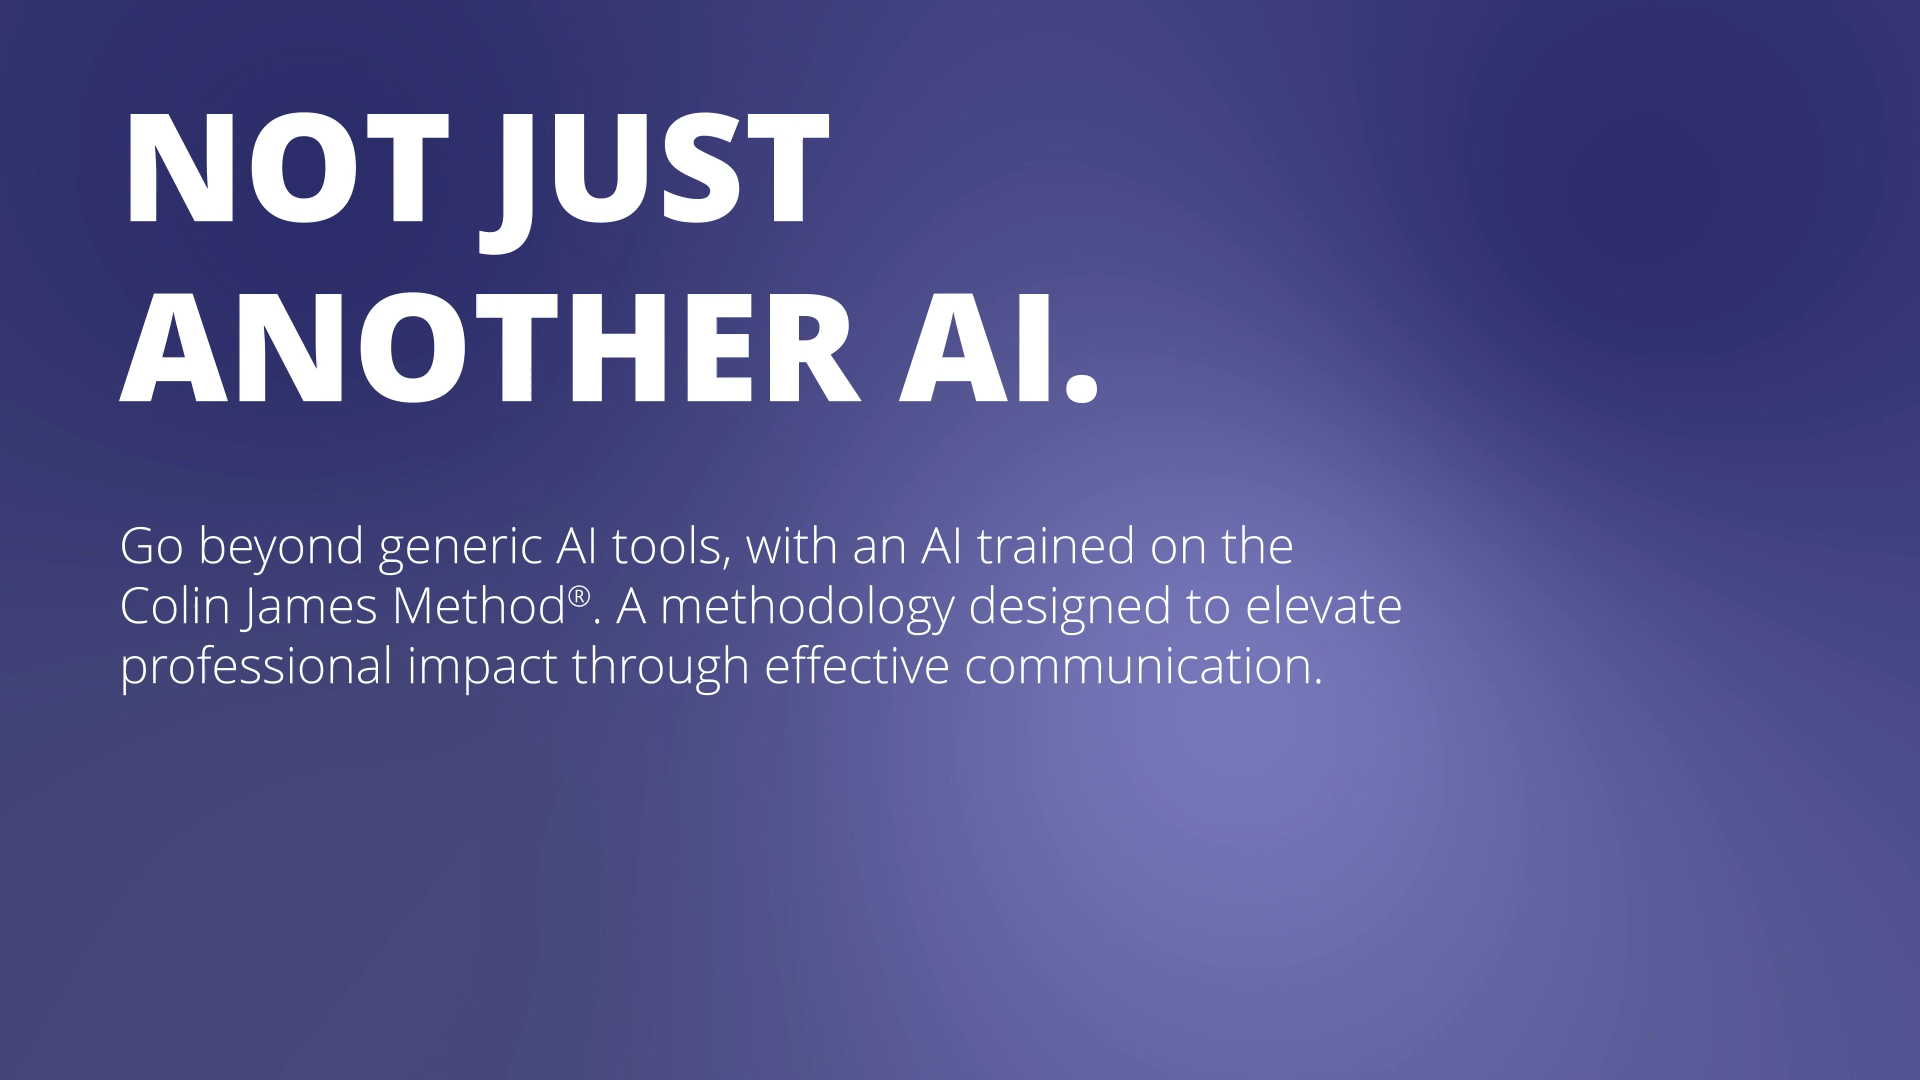 NOT JUST
ANOTHER AI.
Go beyond generic AI tools, with an AI trained on the
Colin James Method®. A methodology designed to elevate
professional impact through effective communication.